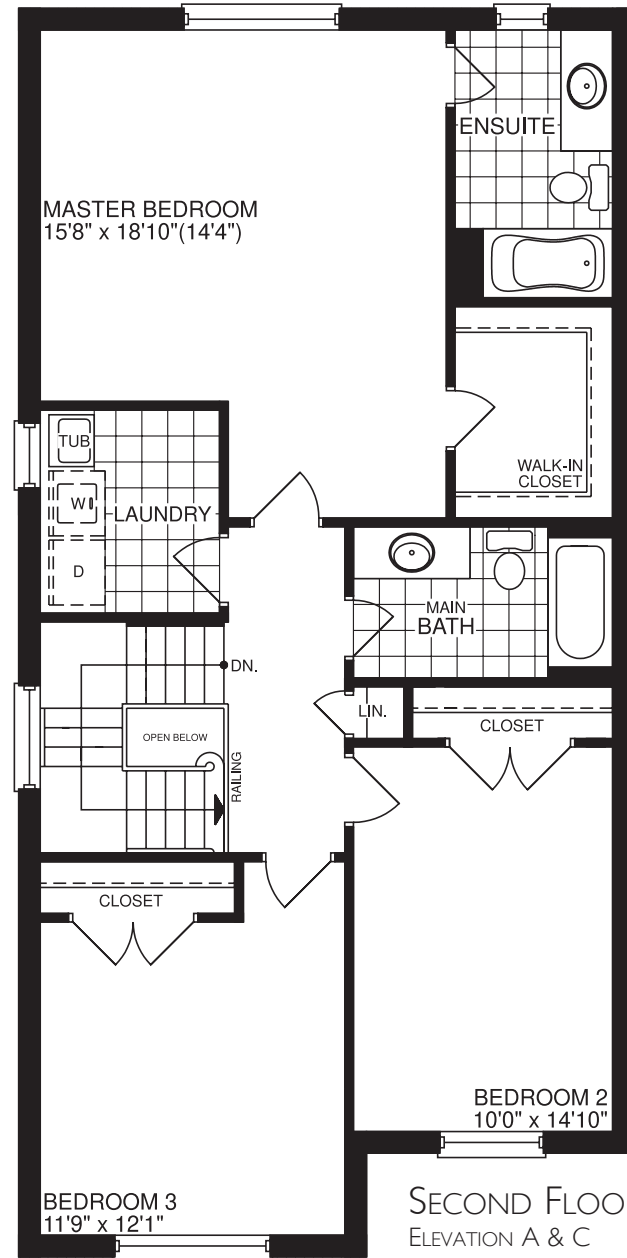 ENSUITE
MASTER BEDROOM
15'8" x 18'10"(14'4")
TUB
W
LAUNDRY
D
WALK-IN
CLOSET
MAIN
BATH
DN.
LIN.
CLOSET
OPEN BELOW
RAILING
CLOSET
BEDROOM 2
10'0" x 14'10"
BEDROOM 3
11'9" x 12'1"
SECOND FLOO
ELEVATION A & C